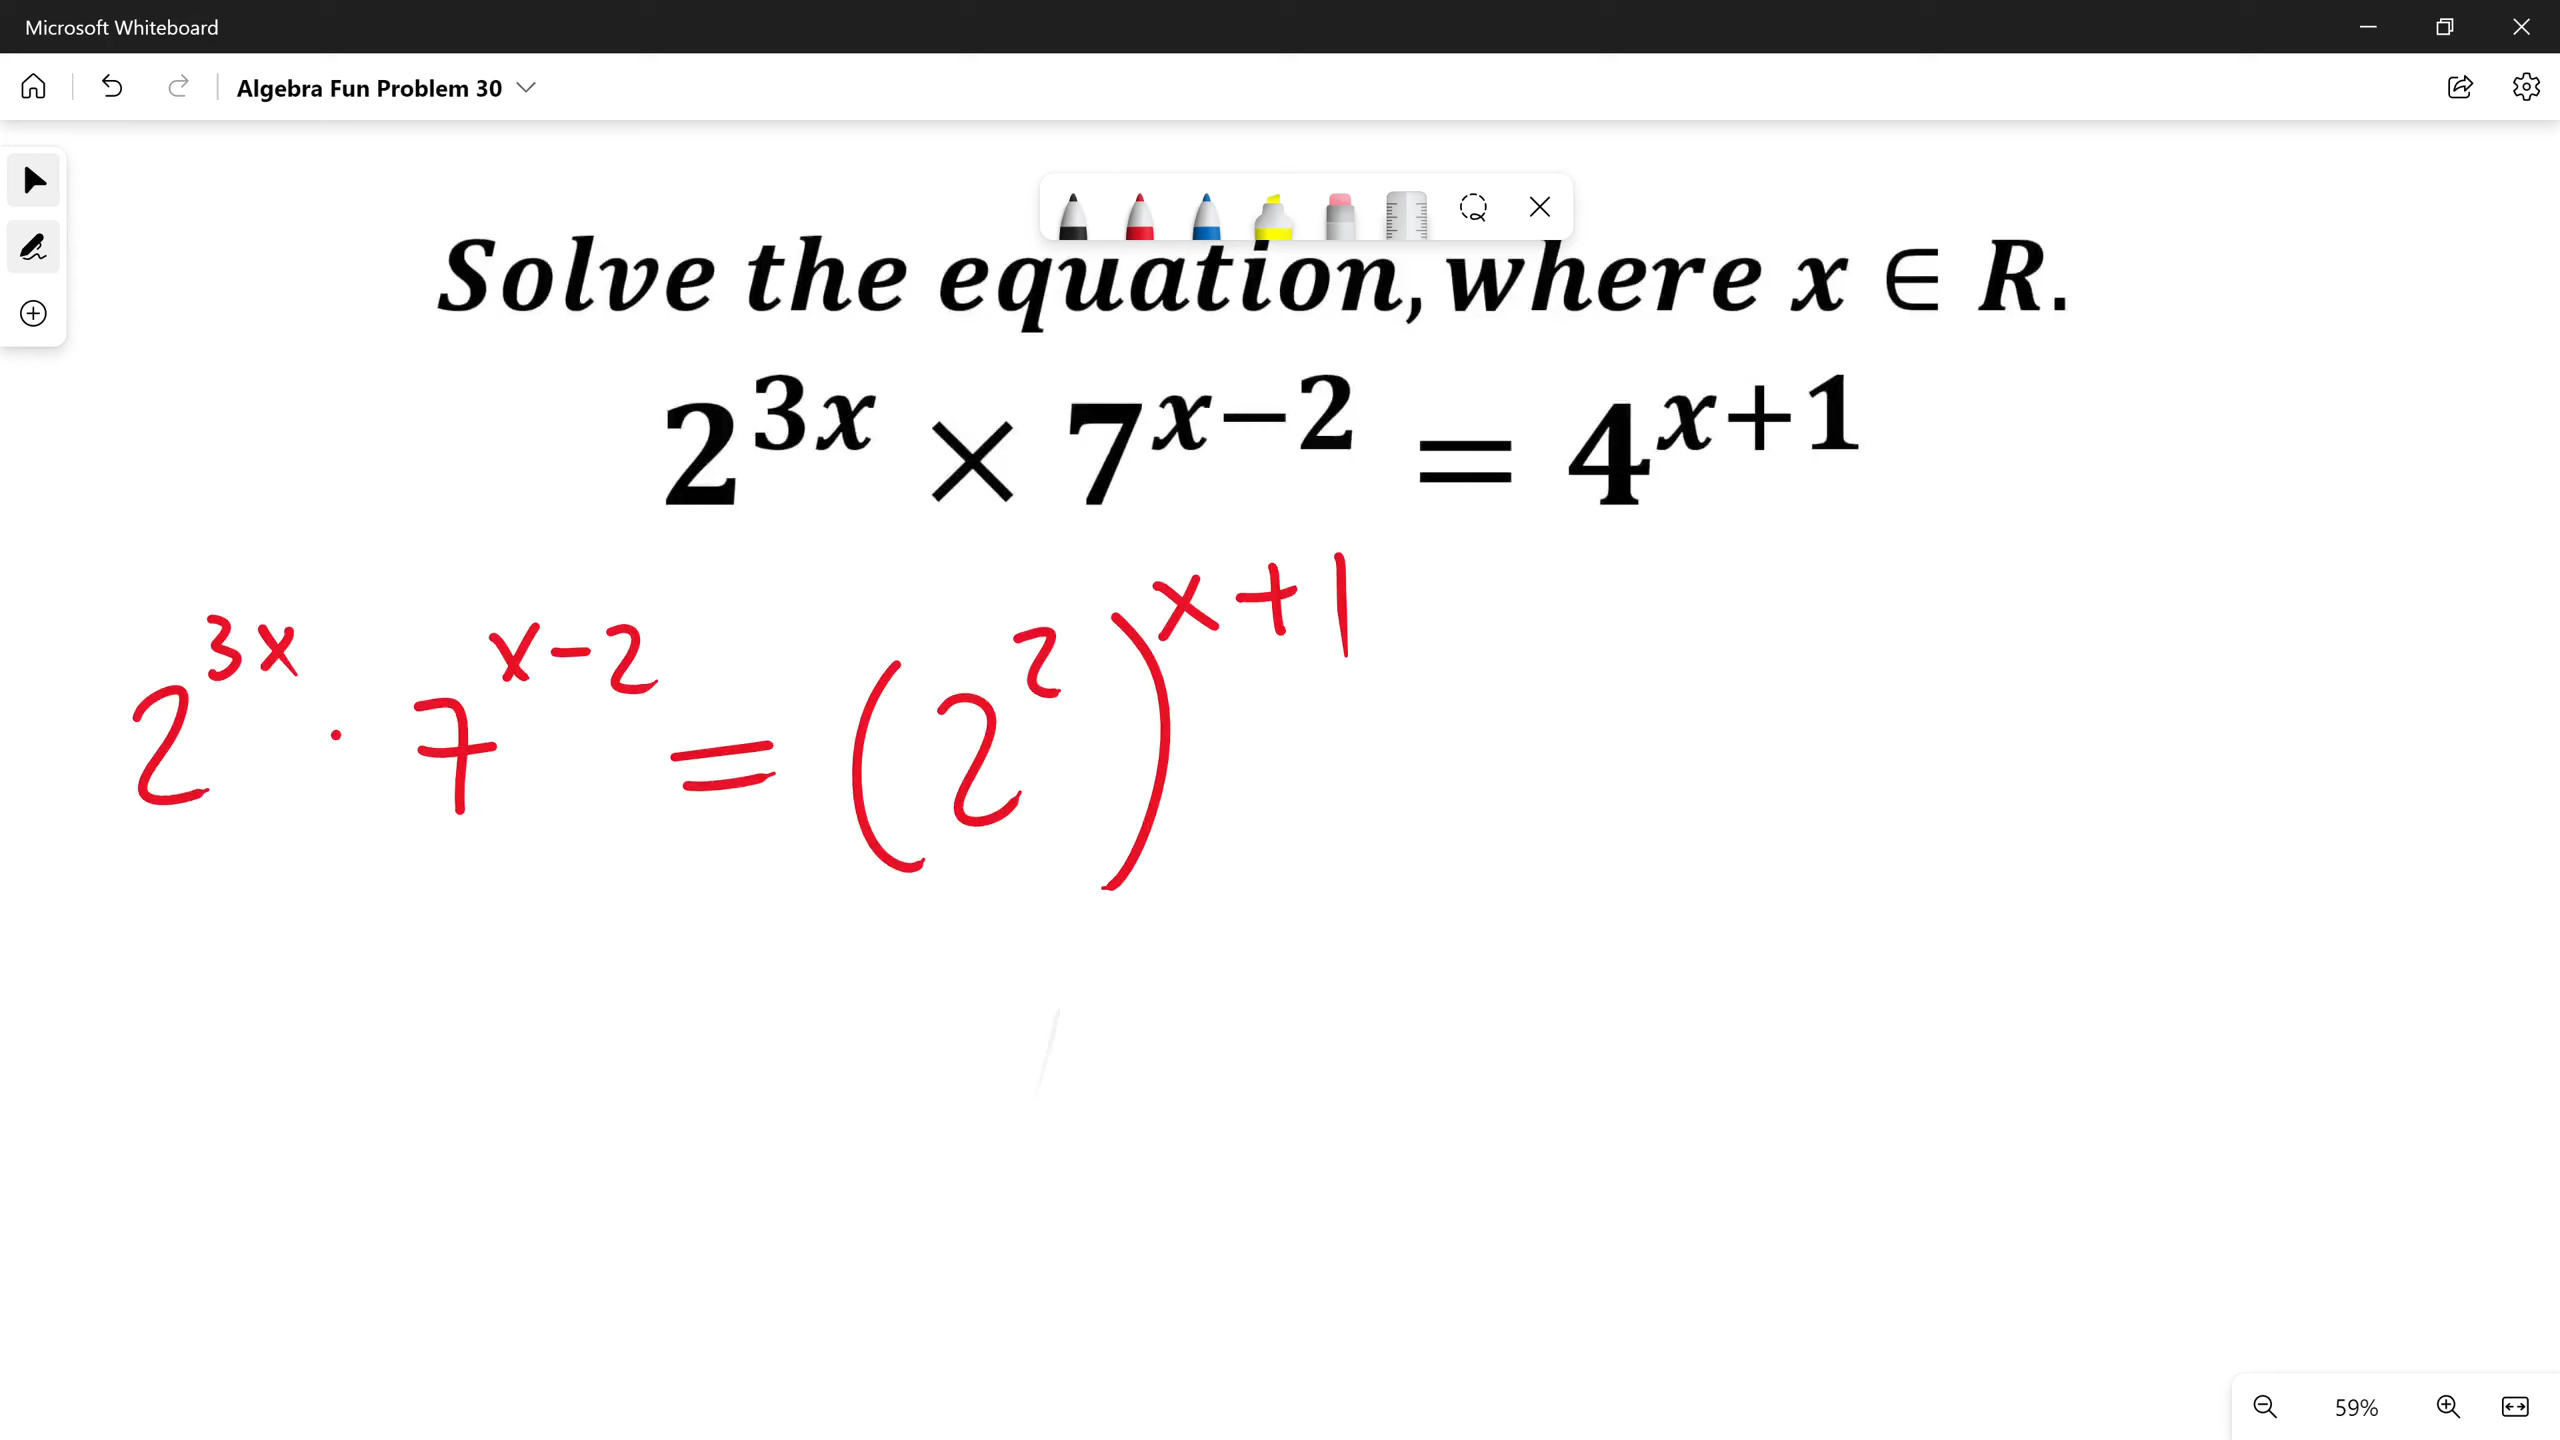 Microsoft Whiteboard
Algebra Fun Problem 30
Solve the equation, where x ∈ R.
2^{3x} × 7^{x−2} = 4^{x+1}
2^{3x} · 7^{x-2} = (2^{2})^{x+1}
59%